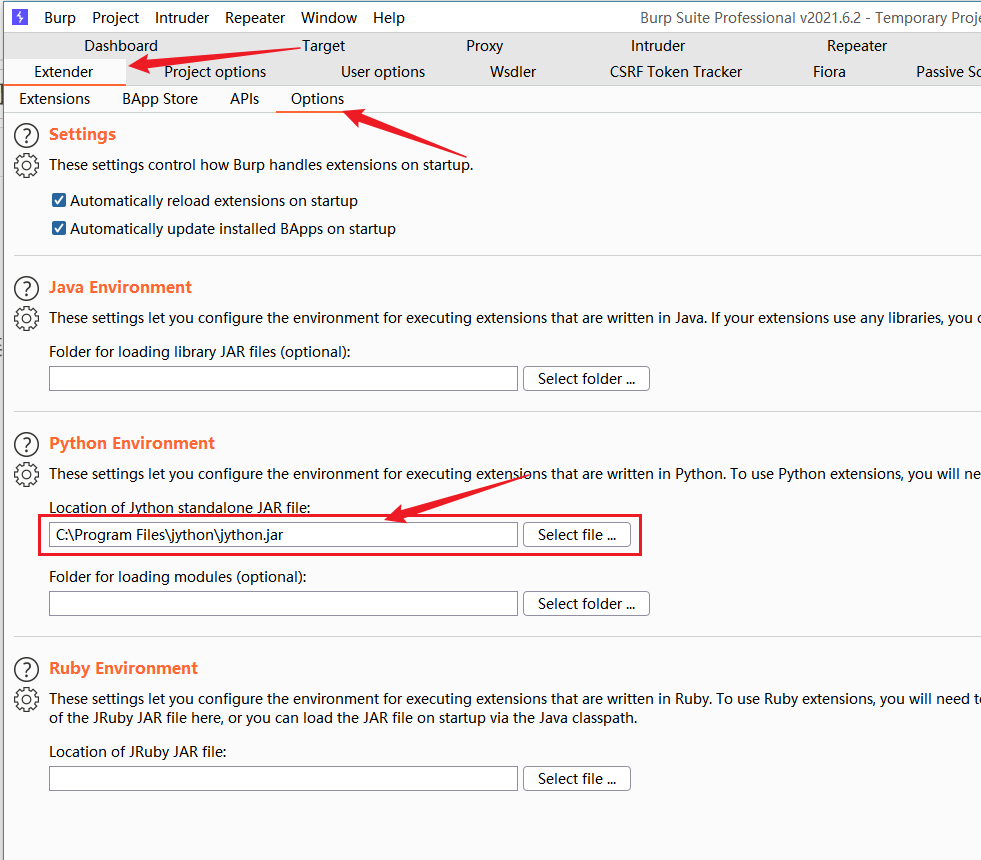 Burp Project Intruder Repeater Window Help Burp Suite Professional v2021.6.2 - Temporary Proje
Dashboard Target Proxy Intruder Repeater
Extender Project options User options Wsdler CSRF Token Tracker Fiora Passive Sc
Extensions BApp Store APIs Options
Settings
These settings control how Burp handles extensions on startup.
Automatically reload extensions on startup
Automatically update installed BApps on startup
Java Environment
These settings let you configure the environment for executing extensions that are written in Java. If your extensions use any libraries, you c
Folder for loading library JAR files (optional):
Select folder ...
Python Environment
These settings let you configure the environment for executing extensions that are written in Python. To use Python extensions, you will ne
Location of Jython standalone JAR file:
C:\Program Files\jython\jython.jar Select file ...
Folder for loading modules (optional):
Select folder ...
Ruby Environment
These settings let you configure the environment for executing extensions that are written in Ruby. To use Ruby extensions, you will need t
of the JRuby JAR file here, or you can load the JAR file on startup via the Java classpath.
Location of JRuby JAR file:
Select file ...